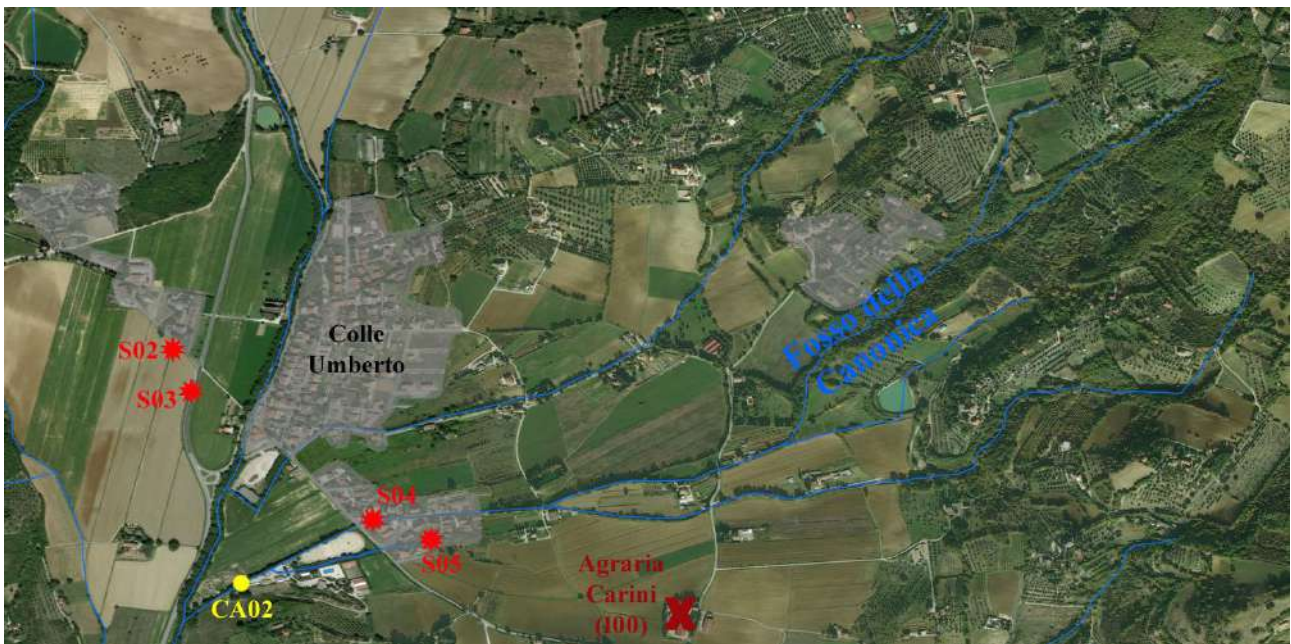 Fosso della
Canonica
Colle
Umberto
S02
S03
S04
S05
CA02
Agraria
Carini
(100)